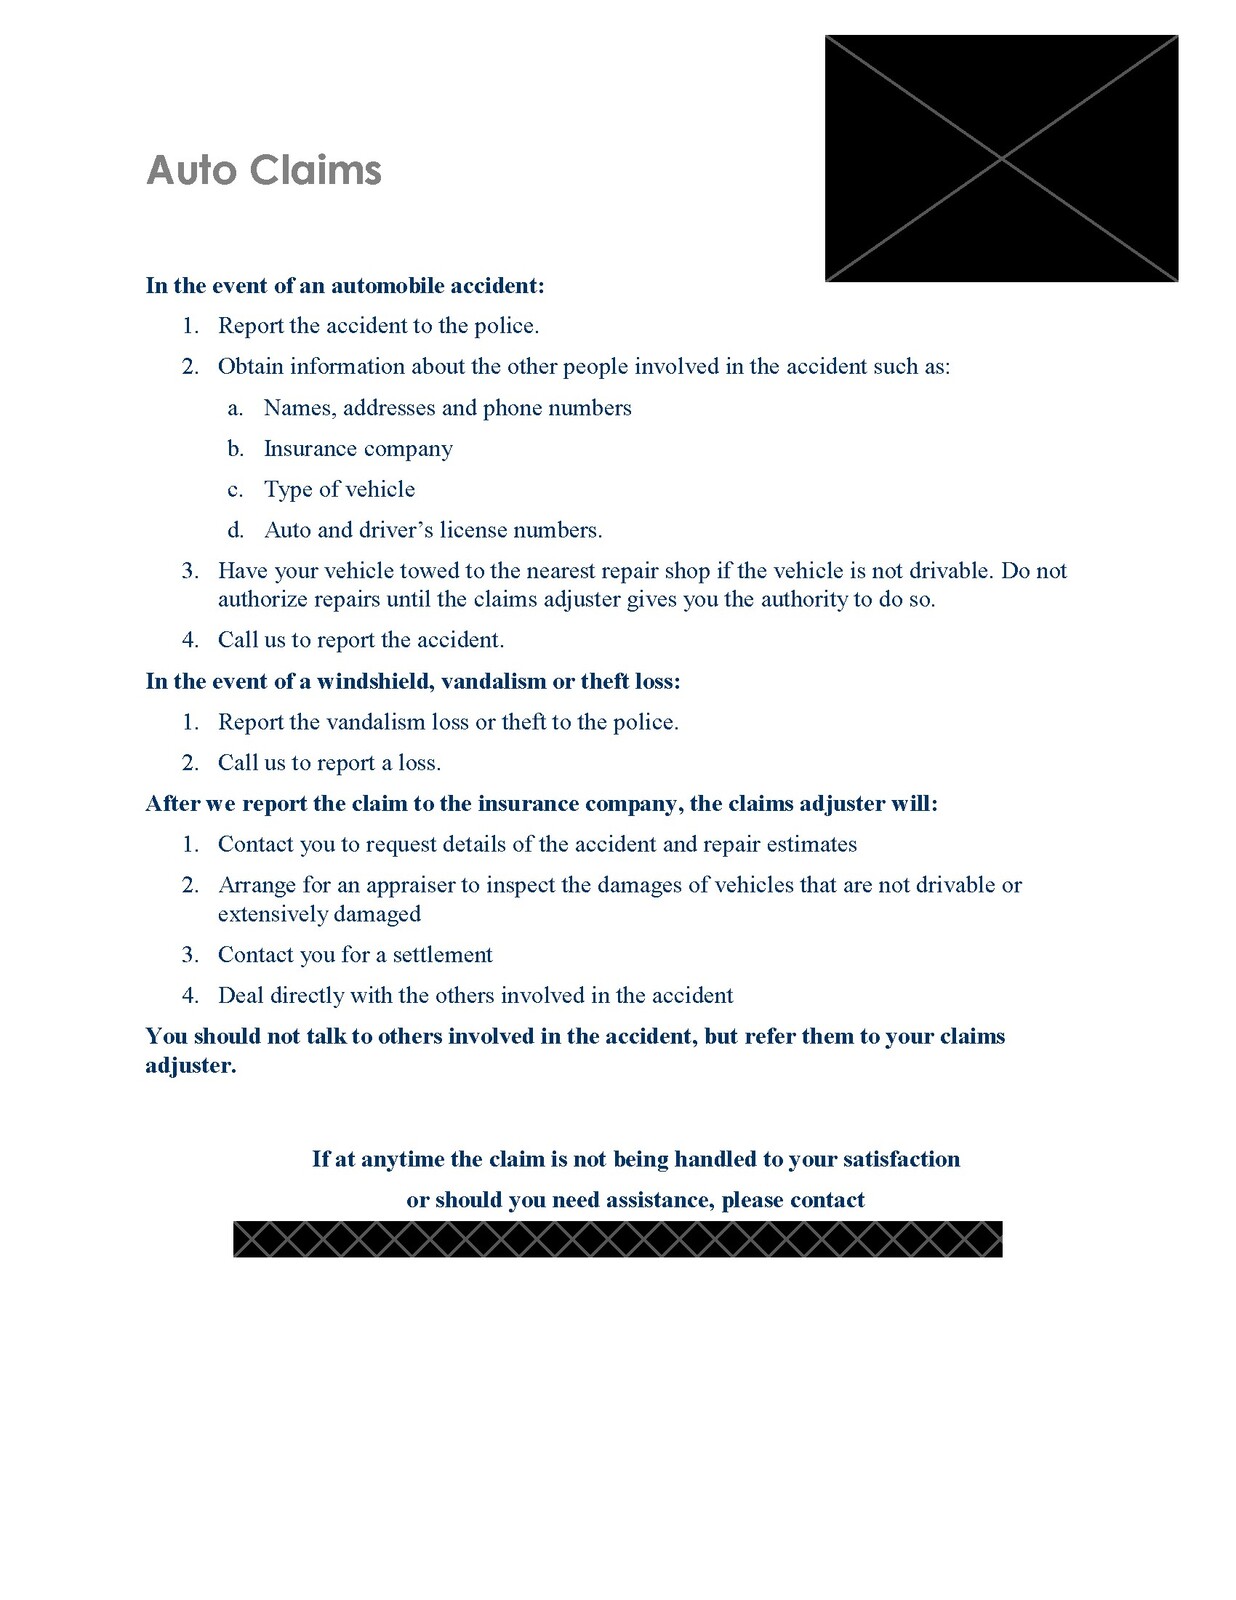 Auto Claims
In the event of an automobile accident:
1. Report the accident to the police.
2. Obtain information about the other people involved in the accident such as:
a. Names, addresses and phone numbers
b. Insurance company
c. Type of vehicle
d. Auto and driver’s license numbers.
3. Have your vehicle towed to the nearest repair shop if the vehicle is not drivable. Do not
authorize repairs until the claims adjuster gives you the authority to do so.
4. Call us to report the accident.
In the event of a windshield, vandalism or theft loss:
1. Report the vandalism loss or theft to the police.
2. Call us to report a loss.
After we report the claim to the insurance company, the claims adjuster will:
1. Contact you to request details of the accident and repair estimates
2. Arrange for an appraiser to inspect the damages of vehicles that are not drivable or
extensively damaged
3. Contact you for a settlement
4. Deal directly with the others involved in the accident
You should not talk to others involved in the accident, but refer them to your claims
adjuster.
If at anytime the claim is not being handled to your satisfaction
or should you need assistance, please contact